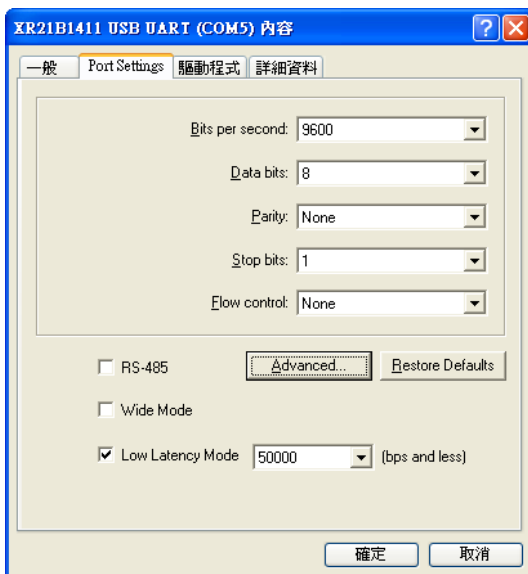 XR21B1411 USB UART (COM5) 內容
一般 Port Settings 驅動程式 詳細資料
Bits per second: 9600
Data bits: 8
Parity: None
Stop bits: 1
Flow control: None
RS-485 Advanced... Restore Defaults
Wide Mode
Low Latency Mode 50000 (bps and less)
確定 取消